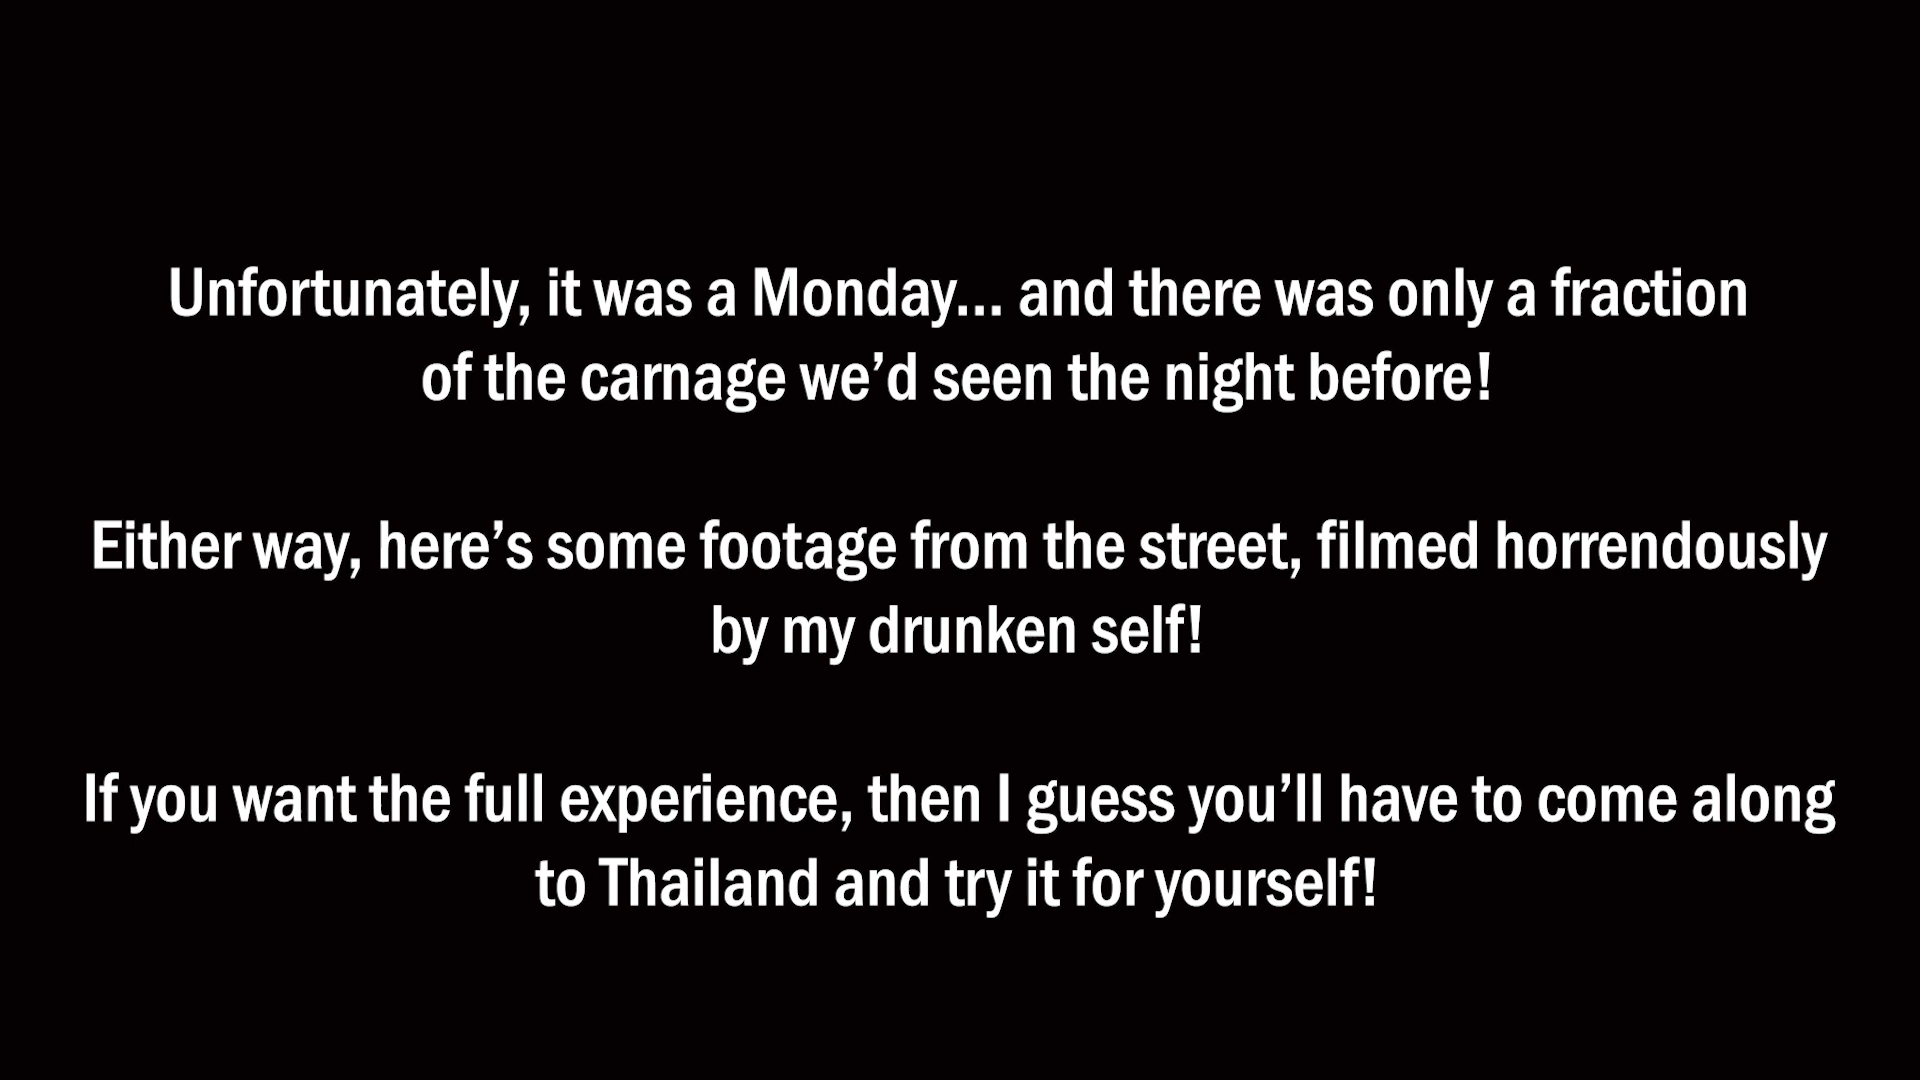 Unfortunately, it was a Monday... and there was only a fraction
of the carnage we’d seen the night before!
Either way, here’s some footage from the street, filmed horrendously
by my drunken self!
If you want the full experience, then I guess you’ll have to come along
to Thailand and try it for yourself!